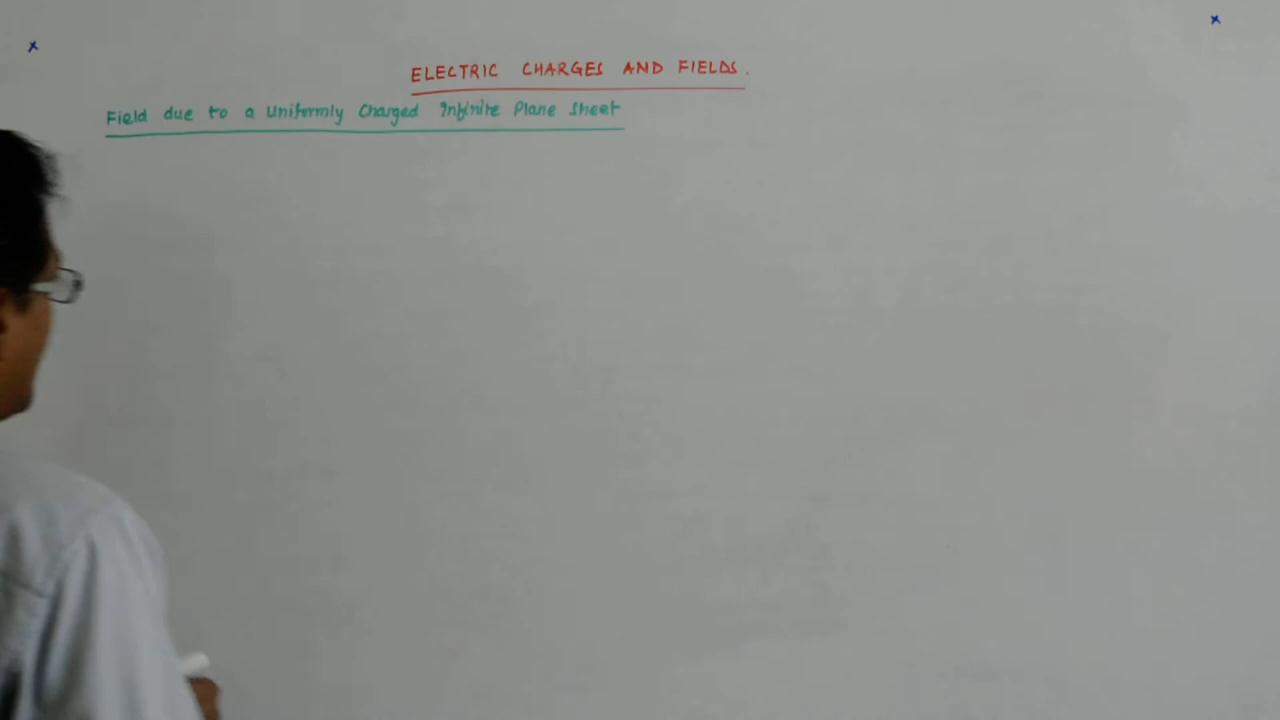 ELECTRIC CHARGES AND FIELDS.
Field due to a Uniformly Charged Infinite Plane Sheet